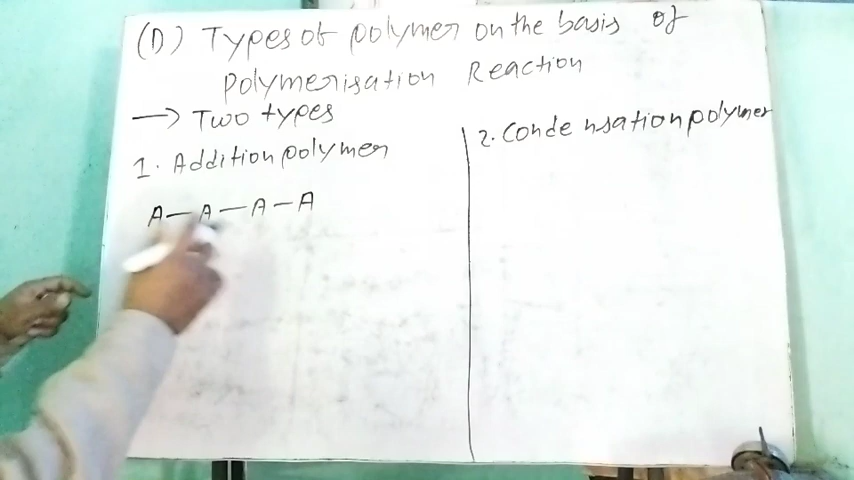 (D) Types of polymer on the basis of
polymerisation Reaction
→ Two types
1. Addition polymer
2. Condensation polymer
A — A — A — A